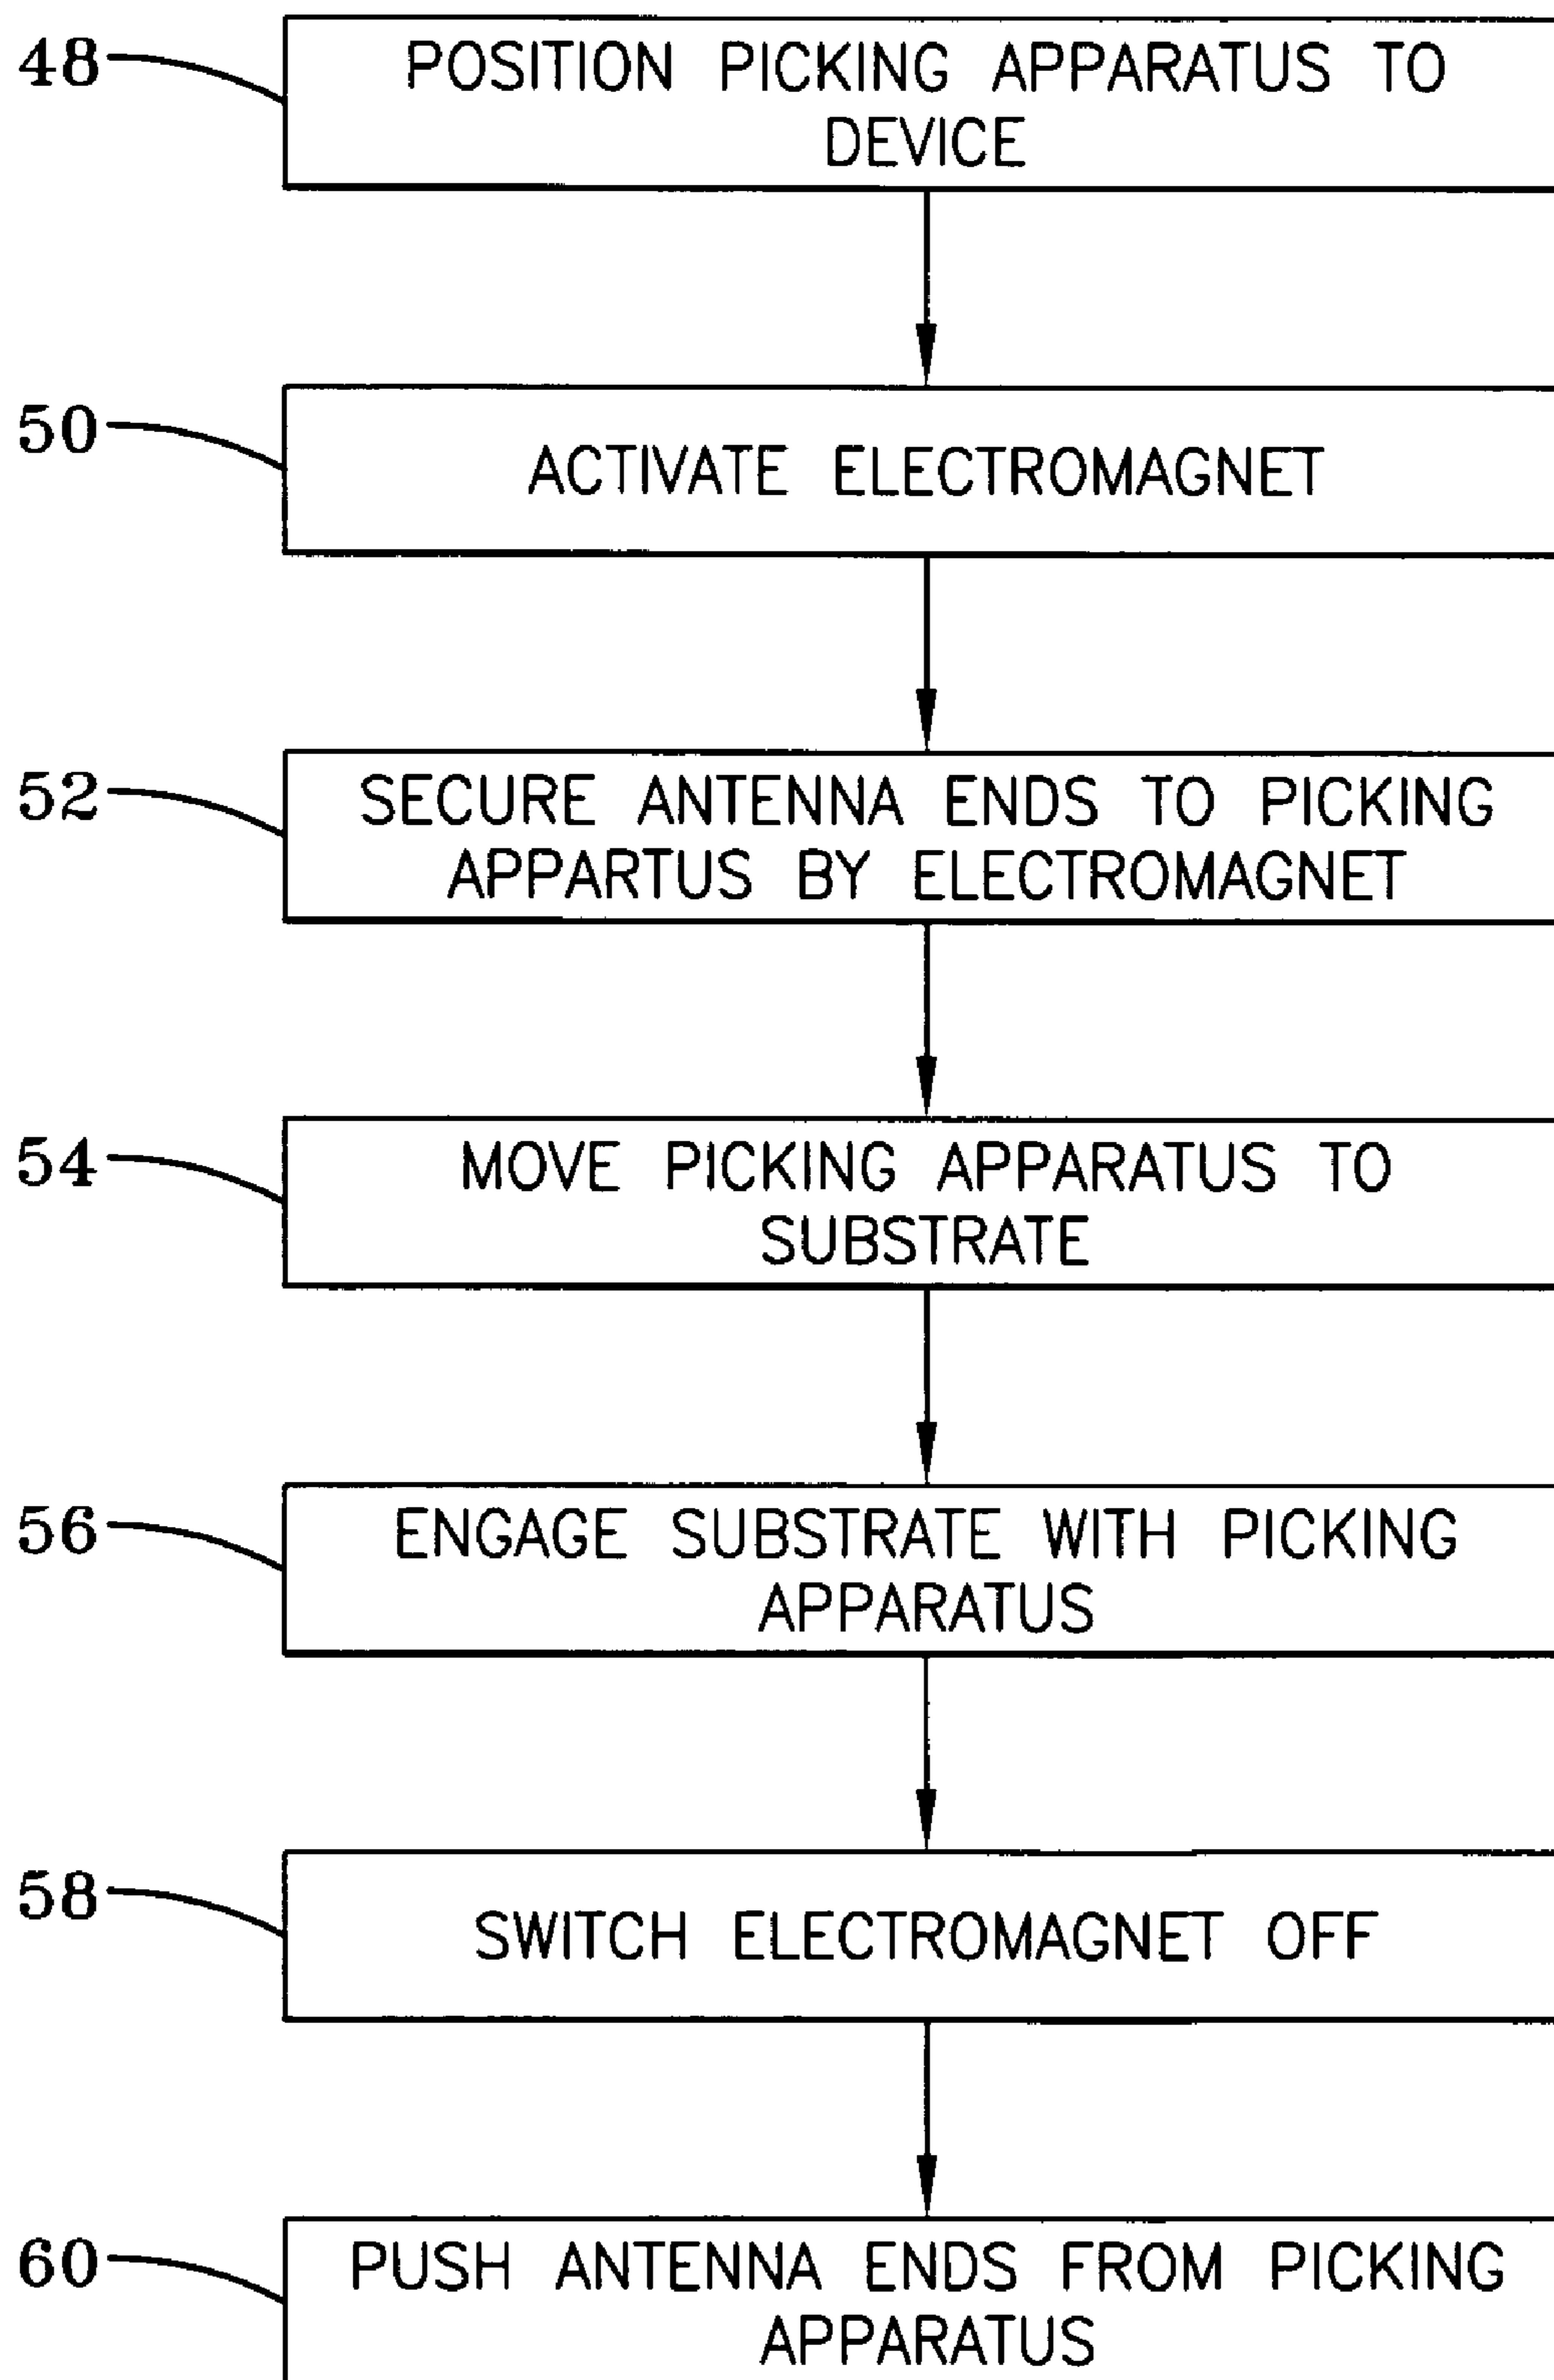 48
POSITION PICKING APPARATUS TO
DEVICE
50
ACTIVATE ELECTROMAGNET
52
SECURE ANTENNA ENDS TO PICKING
APPARTUS BY ELECTROMAGNET
54
MOVE PICKING APPARATUS TO
SUBSTRATE
56
ENGAGE SUBSTRATE WITH PICKING
APPARATUS
58
SWITCH ELECTROMAGNET OFF
60
PUSH ANTENNA ENDS FROM PICKING
APPARATUS